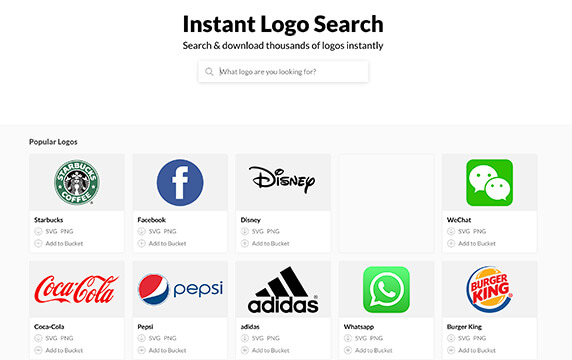 Instant Logo Search
Search & download thousands of logos instantly
What logo are you looking for?
Popular Logos
STARBUCKS
COFFEE
f
Disney
Starbucks
SVG PNG
Add to Bucket
Facebook
SVG PNG
Add to Bucket
Disney
SVG PNG
Add to Bucket
WeChat
SVG PNG
Add to Bucket
Coca-Cola
pepsi
adidas
BURGER
KING
Coca-Cola
SVG PNG
Add to Bucket
Pepsi
SVG PNG
Add to Bucket
adidas
SVG PNG
Add to Bucket
Whatsapp
SVG PNG
Add to Bucket
Burger King
SVG PNG
Add to Bucket